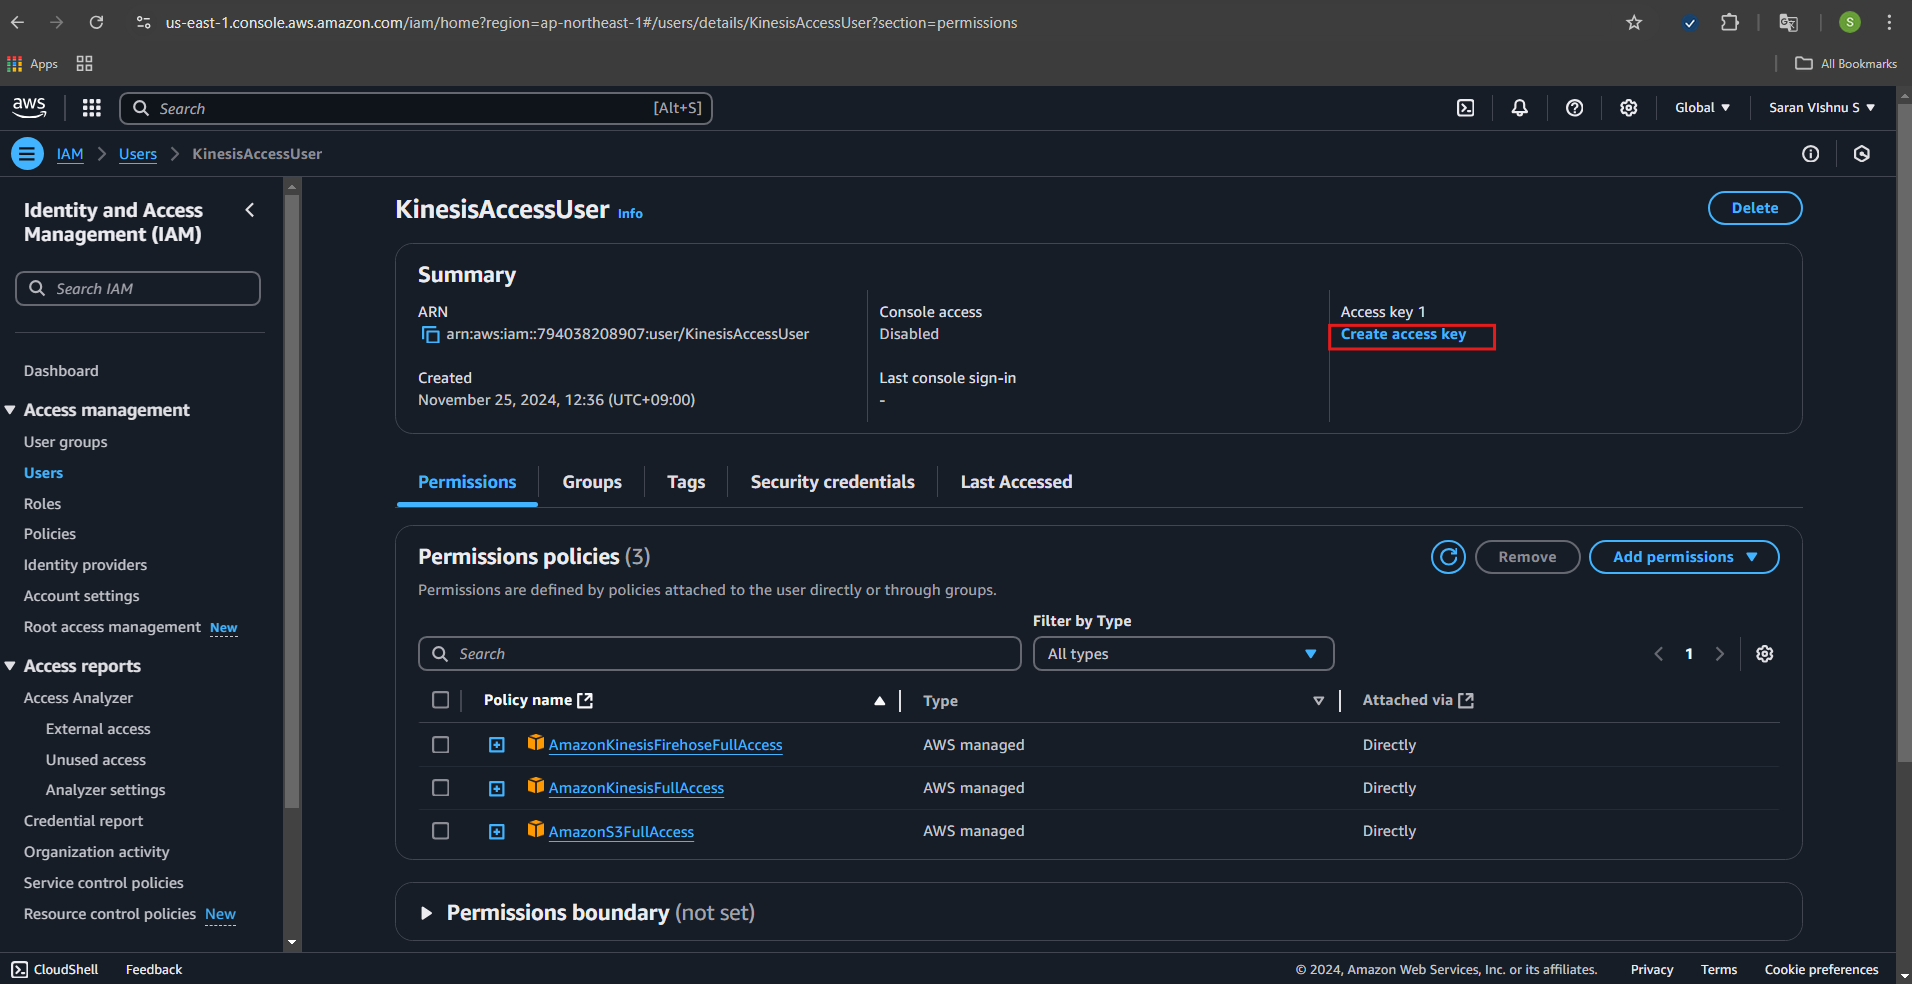 us-east-1.console.aws.amazon.com/iam/home?region=ap-northeast-1#/users/details/KinesisAccessUser?section=permissions
S
Apps
All Bookmarks
aws
Search
[Alt+S]
Global
Saran VIshnu S
IAM
Users
KinesisAccessUser
Identity and Access
Management (IAM)
Search IAM
Dashboard
Access management
User groups
Users
Roles
Policies
Identity providers
Account settings
Root access management New
Access reports
Access Analyzer
External access
Unused access
Analyzer settings
Credential report
Organization activity
Service control policies
Resource control policies New
KinesisAccessUser Info
Delete
Summary
ARN
arn:aws:iam::794038208907:user/KinesisAccessUser
Created
November 25, 2024, 12:36 (UTC+09:00)
Console access
Disabled
Last console sign-in
-
Access key 1
Create access key
Permissions
Groups
Tags
Security credentials
Last Accessed
Permissions policies (3)
Remove
Add permissions
Permissions are defined by policies attached to the user directly or through groups.
Filter by Type
Search
All types
1
Policy name
Type
Attached via
AmazonKinesisFirehoseFullAccess
AWS managed
Directly
AmazonKinesisFullAccess
AWS managed
Directly
AmazonS3FullAccess
AWS managed
Directly
Permissions boundary (not set)
CloudShell
Feedback
© 2024, Amazon Web Services, Inc. or its affiliates.
Privacy
Terms
Cookie preferences